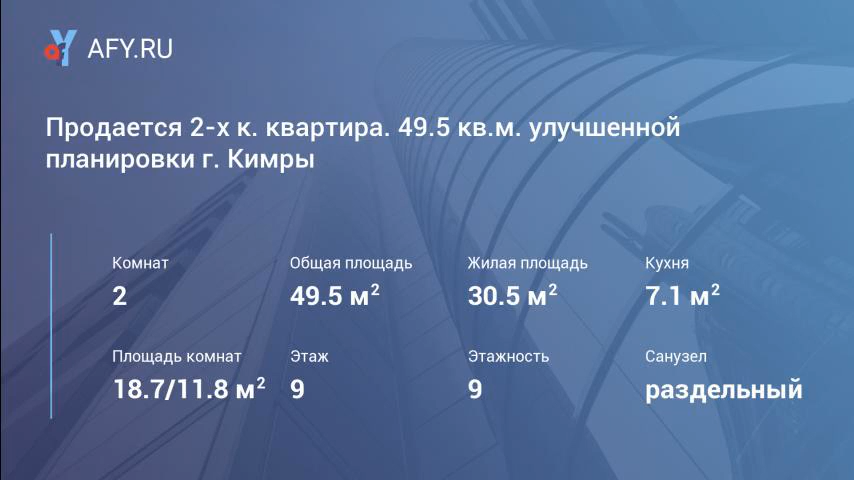 AFY.RU
Продается 2-х к. квартира. 49.5 кв.м. улучшенной
планировки г. Кимры
Комнат
2
Общая площадь
49.5 м²
Жилая площадь
30.5 м²
Кухня
7.1 м²
Площадь комнат
18.7/11.8 м²
Этаж
9
Этажность
9
Санузел
раздельный